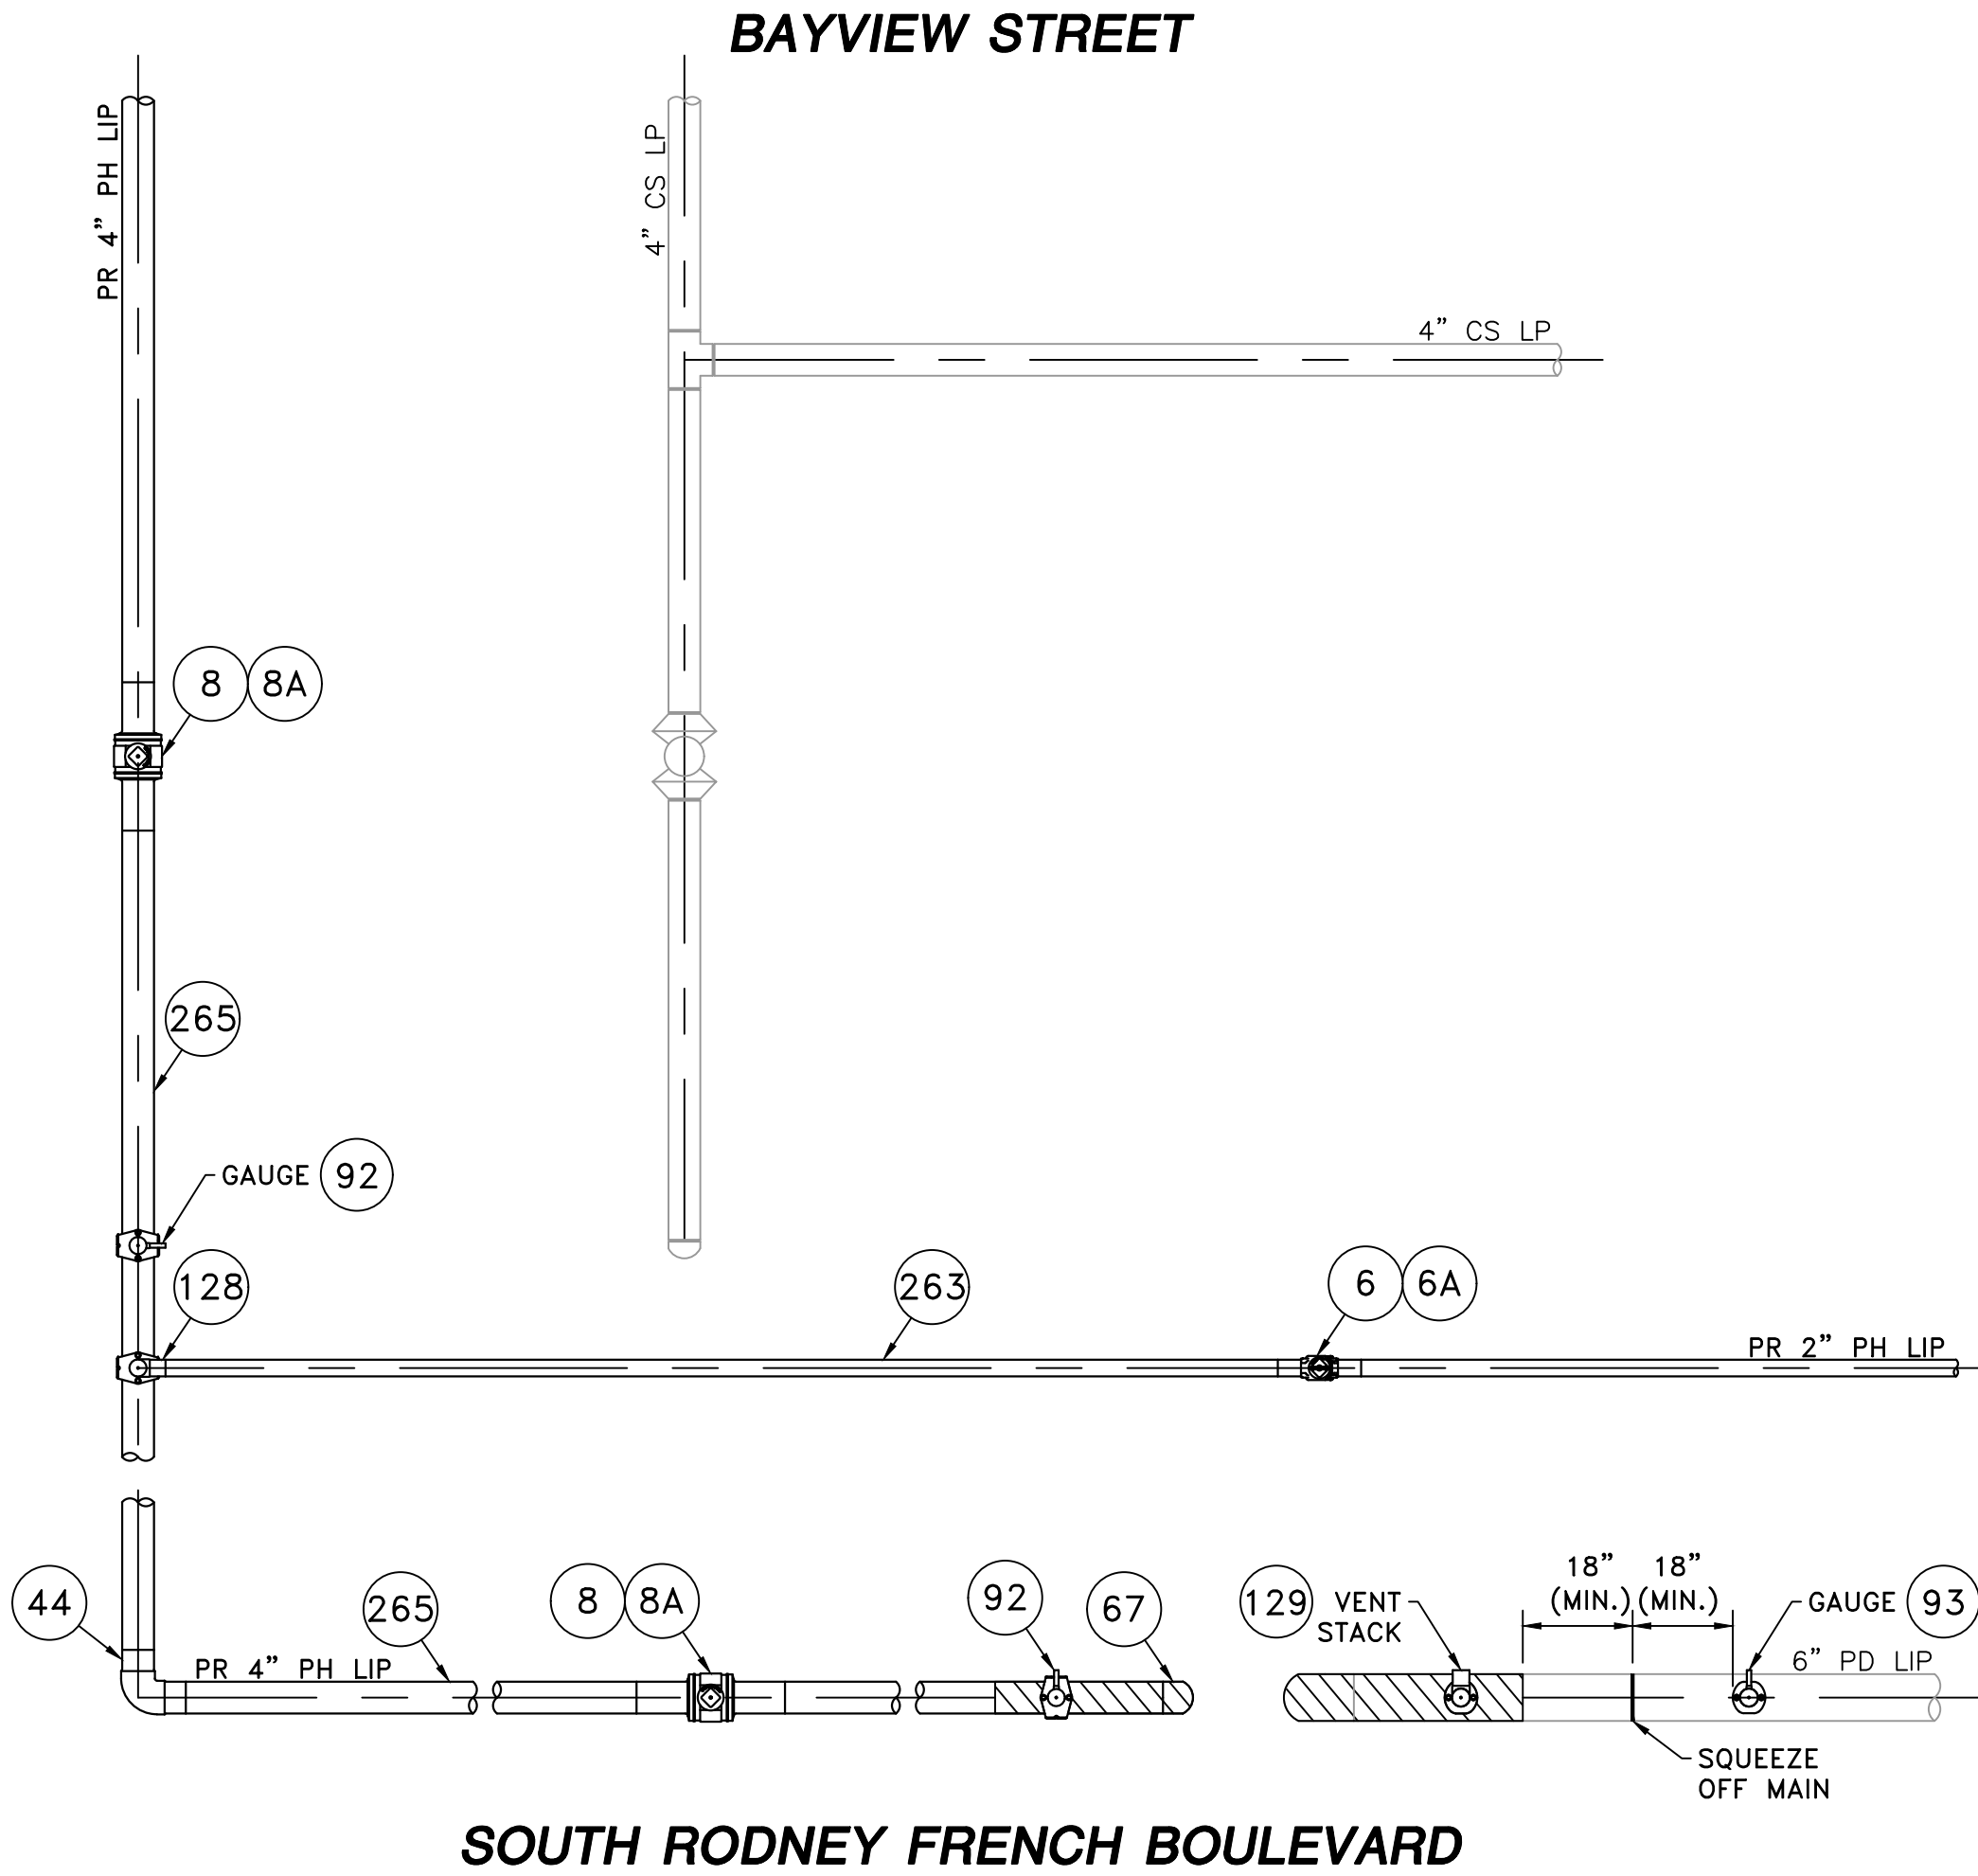 BAYVIEW STREET
PR 4" PH LIP
4" CS LP
4" CS LP
8 8A
265
GAUGE 92
128
263
6 6A
PR 2" PH LIP
44
265
PR 4" PH LIP
8 8A
92
67
129
VENT
STACK
18"
(MIN.)
18"
(MIN.)
GAUGE 93
6" PD LIP
SQUEEZE
OFF MAIN
SOUTH RODNEY FRENCH BOULEVARD